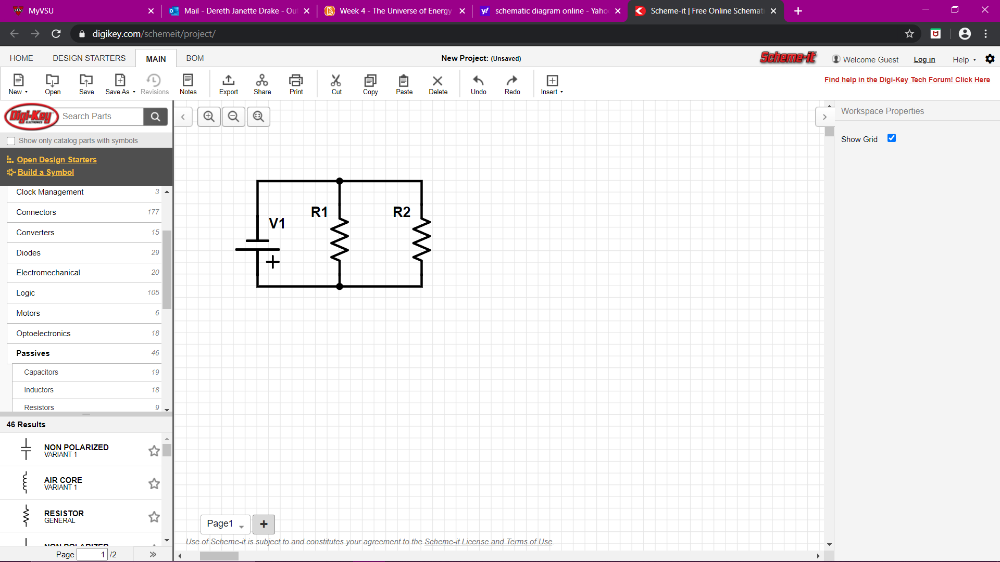 MyVSU
Mail - Dereth Janette Drake - Out
Week 4 - The Universe of Energy
schematic diagram online - Yaho
Scheme-it | Free Online Schemati
digikey.com/schemeit/project/
HOME DESIGN STARTERS MAIN BOM
New Project: (Unsaved)
Scheme-it
Welcome Guest Log in Help
New Open Save Save As Revisions Notes Export Share Print Cut Copy Paste Delete Undo Redo Insert
Find help in the Digi-Key Tech Forum! Click Here
Digi-Key
ELECTRONICS
Search Parts
Show only catalog parts with symbols
Open Design Starters
Build a Symbol
Clock Management 3
Connectors 177
Converters 15
Diodes 29
Electromechanical 20
Logic 105
Motors 6
Optoelectronics 18
Passives 46
Capacitors 19
Inductors 18
Resistors 9
46 Results
NON POLARIZED
VARIANT 1
AIR CORE
VARIANT 1
RESISTOR
GENERAL
NON POLARIZED
Page 1 /2
V1
+
R1
R2
Page1 +
Use of Scheme-it is subject to and constitutes your agreement to the Scheme-it License and Terms of Use.
Workspace Properties
Show Grid